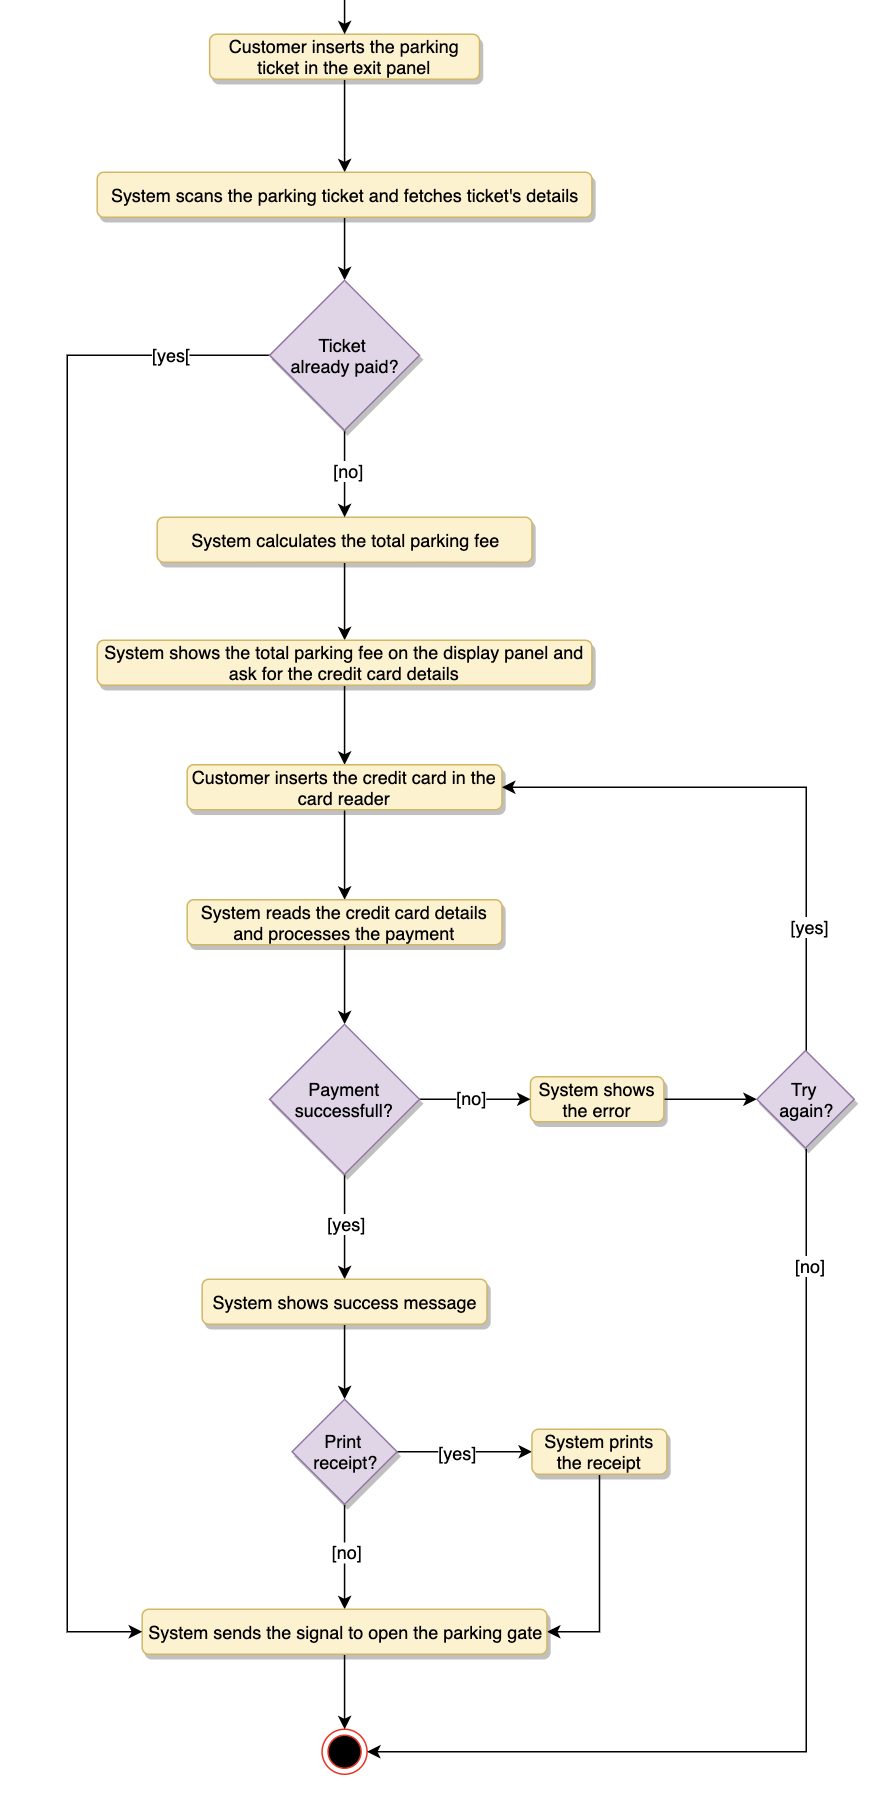 Customer inserts the parking
ticket in the exit panel
System scans the parking ticket and fetches ticket's details
Ticket
already paid?
[yes[
[no]
System calculates the total parking fee
System shows the total parking fee on the display panel and
ask for the credit card details
Customer inserts the credit card in the
card reader
System reads the credit card details
and processes the payment
[yes]
Payment
successfull?
[no]
System shows
the error
Try
again?
[yes]
[no]
System shows success message
Print
receipt?
[yes]
System prints
the receipt
[no]
System sends the signal to open the parking gate